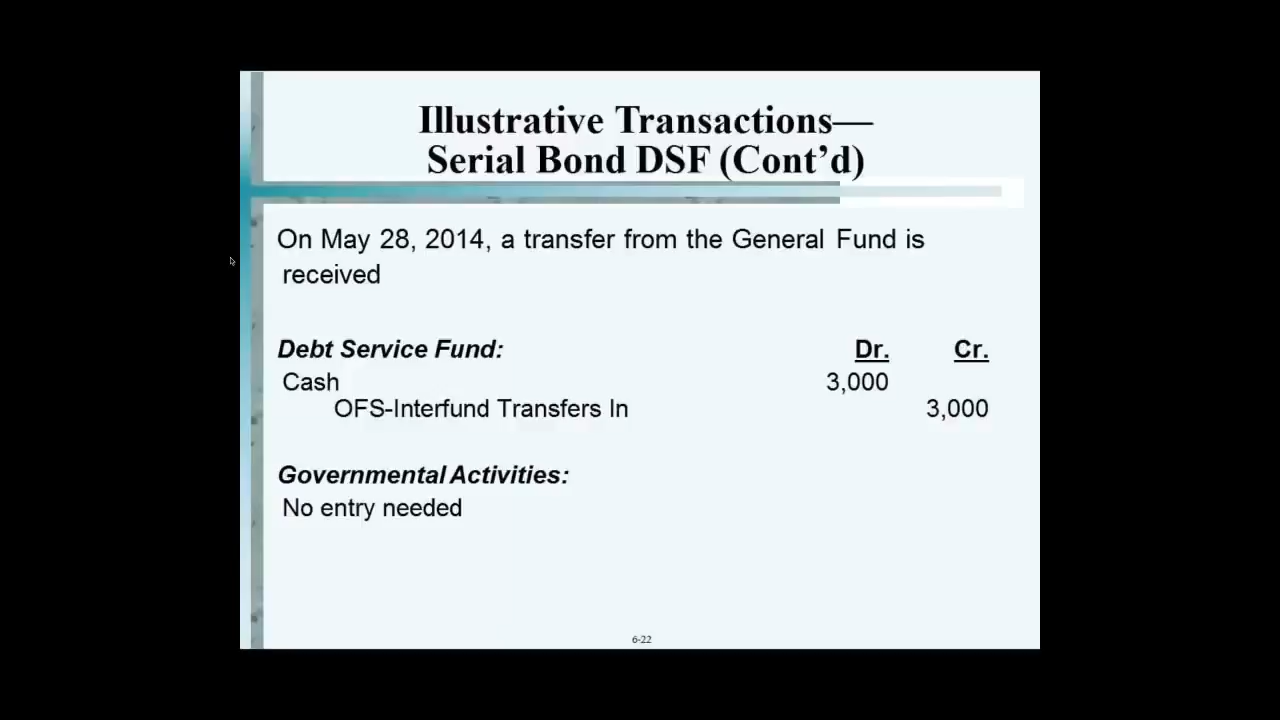 Illustrative Transactions—
Serial Bond DSF (Cont’d)
On May 28, 2014, a transfer from the General Fund is
received
Debt Service Fund: Dr. Cr.
Cash 3,000
OFS-Interfund Transfers In 3,000
Governmental Activities:
No entry needed
6-22